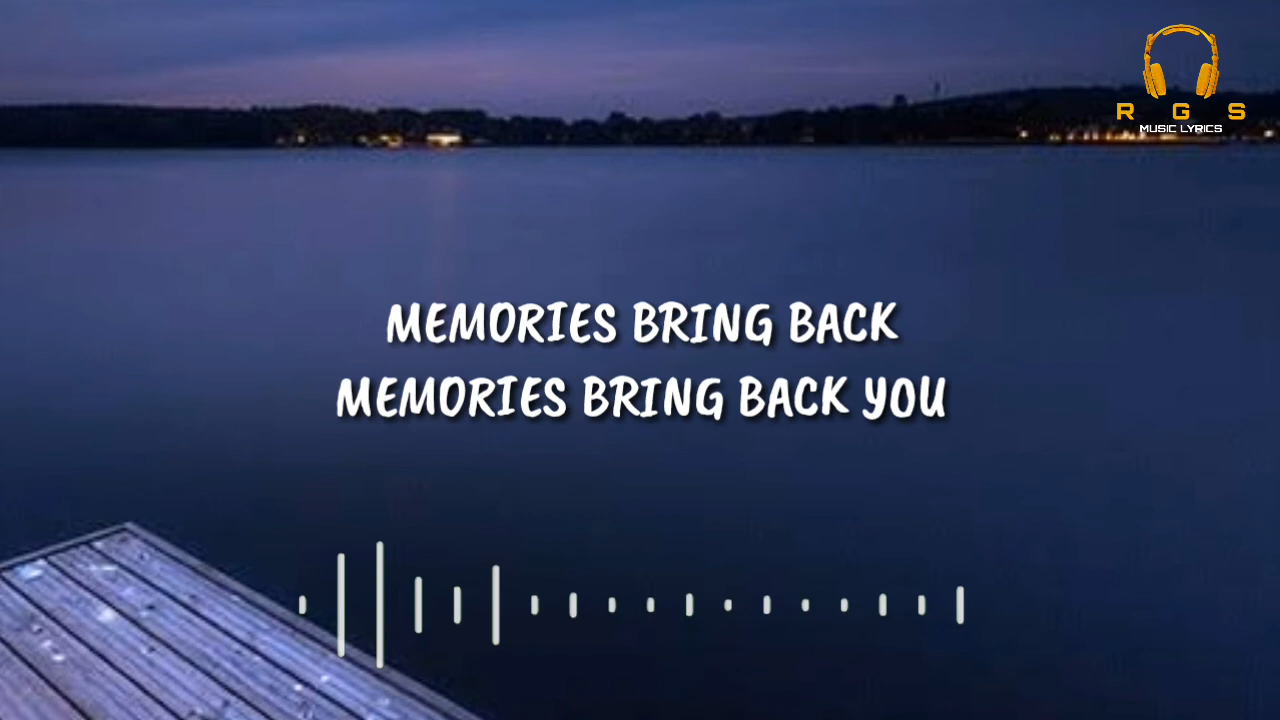 R G S
MUSIC LYRICS
MEMORIES BRING BACK
MEMORIES BRING BACK YOU